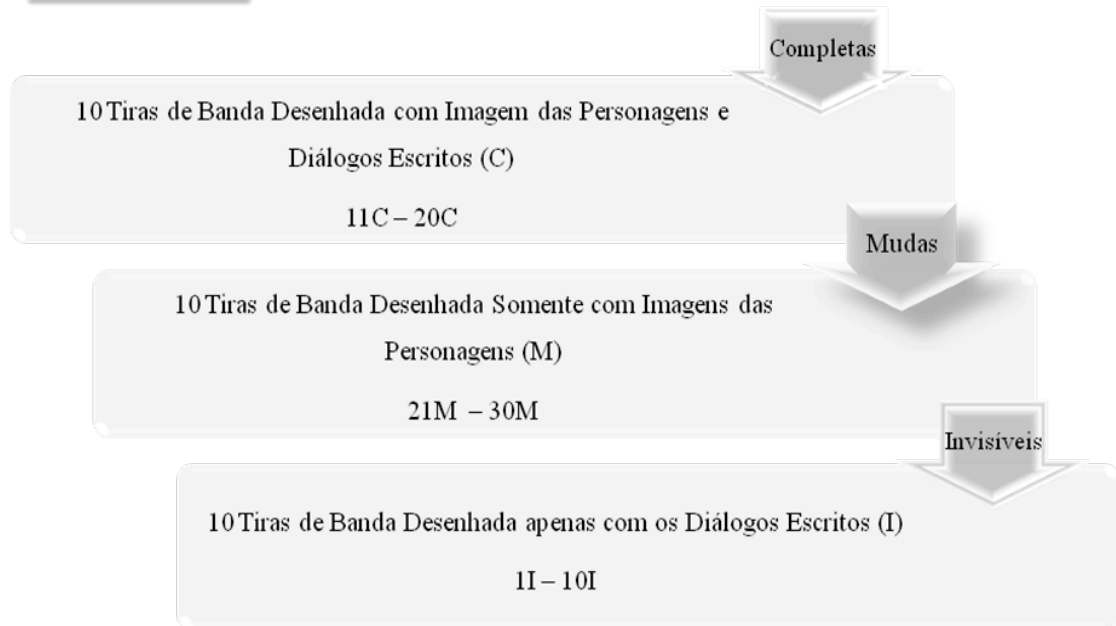 Completas
10 Tiras de Banda Desenhada com Imagem das Personagens e
Diálogos Escritos (C)
11C – 20C
Mudas
10 Tiras de Banda Desenhada Somente com Imagens das
Personagens (M)
21M – 30M
Invisíveis
10 Tiras de Banda Desenhada apenas com os Diálogos Escritos (I)
1I – 10I